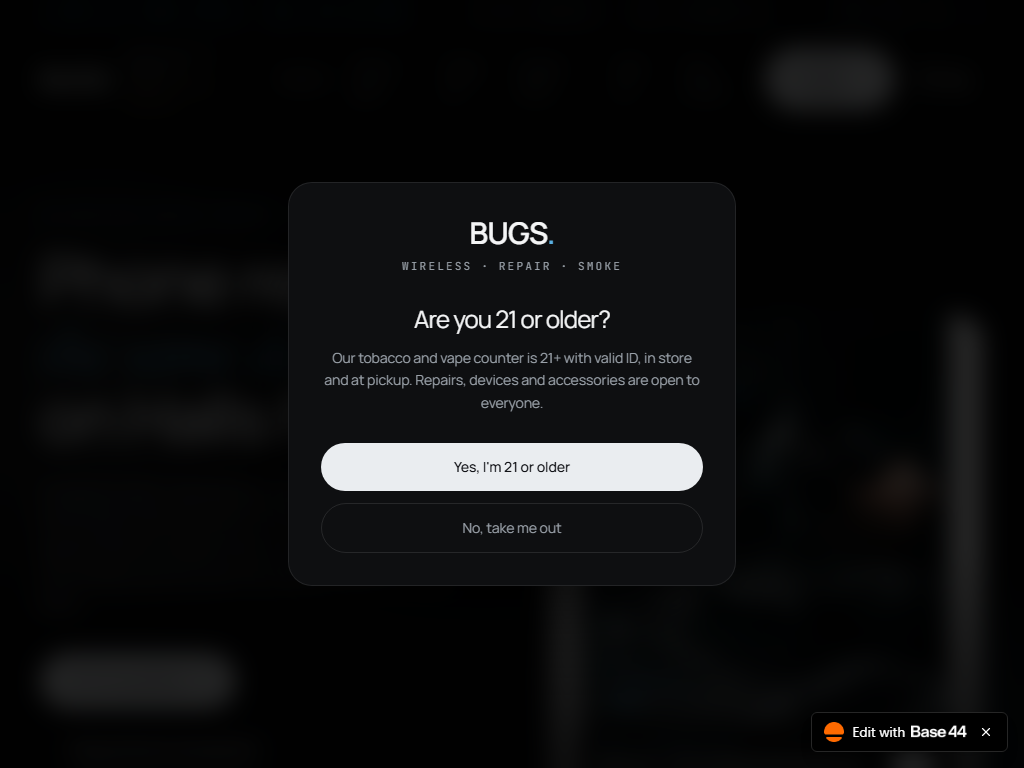 BUGS.
WIRELESS · REPAIR · SMOKE
Are you 21 or older?
Our tobacco and vape counter is 21+ with valid ID, in store
and at pickup. Repairs, devices and accessories are open to
everyone.
Yes, I'm 21 or older
No, take me out
Edit with Base44 ×